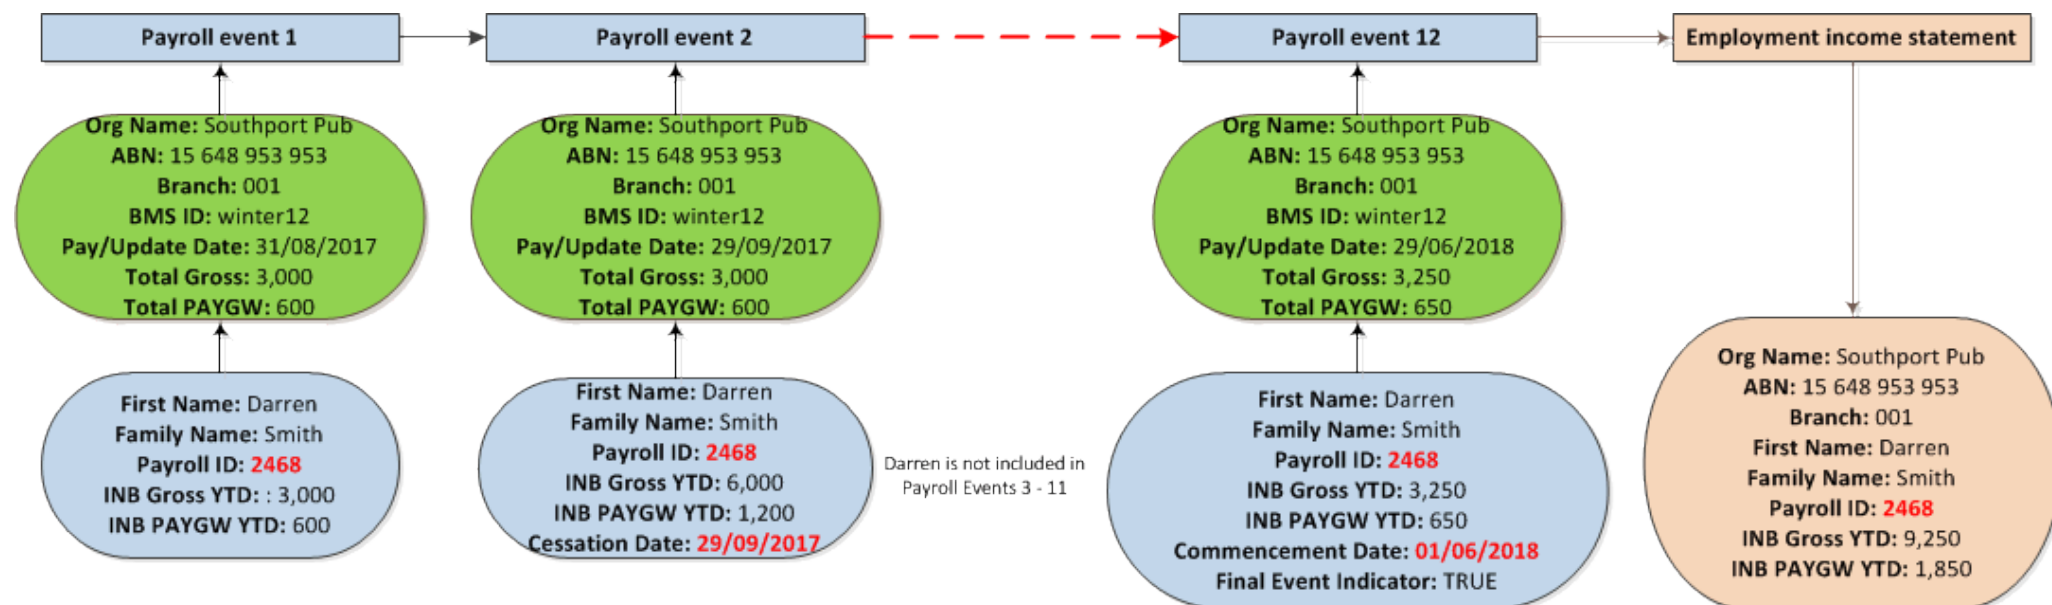 Payroll event 1
Payroll event 2
Payroll event 12
Employment income statement
Org Name: Southport Pub
ABN: 15 648 953 953
Branch: 001
BMS ID: winter12
Pay/Update Date: 31/08/2017
Total Gross: 3,000
Total PAYGW: 600
Org Name: Southport Pub
ABN: 15 648 953 953
Branch: 001
BMS ID: winter12
Pay/Update Date: 29/09/2017
Total Gross: 3,000
Total PAYGW: 600
Org Name: Southport Pub
ABN: 15 648 953 953
Branch: 001
BMS ID: winter12
Pay/Update Date: 29/06/2018
Total Gross: 3,250
Total PAYGW: 650
First Name: Darren
Family Name: Smith
Payroll ID: 2468
INB Gross YTD: : 3,000
INB PAYGW YTD: 600
First Name: Darren
Family Name: Smith
Payroll ID: 2468
INB Gross YTD: 6,000
INB PAYGW YTD: 1,200
Cessation Date: 29/09/2017
Darren is not included in
Payroll Events 3 - 11
First Name: Darren
Family Name: Smith
Payroll ID: 2468
INB Gross YTD: 3,250
INB PAYGW YTD: 650
Commencement Date: 01/06/2018
Final Event Indicator: TRUE
Org Name: Southport Pub
ABN: 15 648 953 953
Branch: 001
First Name: Darren
Family Name: Smith
Payroll ID: 2468
INB Gross YTD: 9,250
INB PAYGW YTD: 1,850